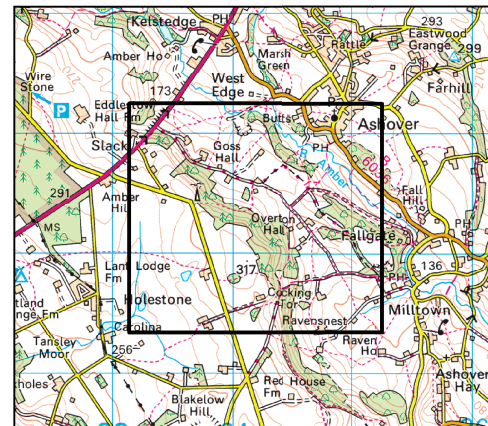 Kelstedge
PH
293
Eastwood
Grange
299
Rattle
Amber Ho
Marsh
Green
Wire
Stone
West
Edge
Farhill
173
P
Hall Fm
Butts
Ashover
Slack
Goss
Hall
PH
R Amber
291
Amber
Hill
Fall
Hill
MS
Overton
Hall
Fallgate
PH
A
Lant Lodge
Fm
317
136
PH
Holestone
Cocking
Tor
Milltown
Carolina
Ravensnest
Tansley
Moor
256
Raven
Ho
Ashover
Hay
Red House
Fm
Blakelow
Hill